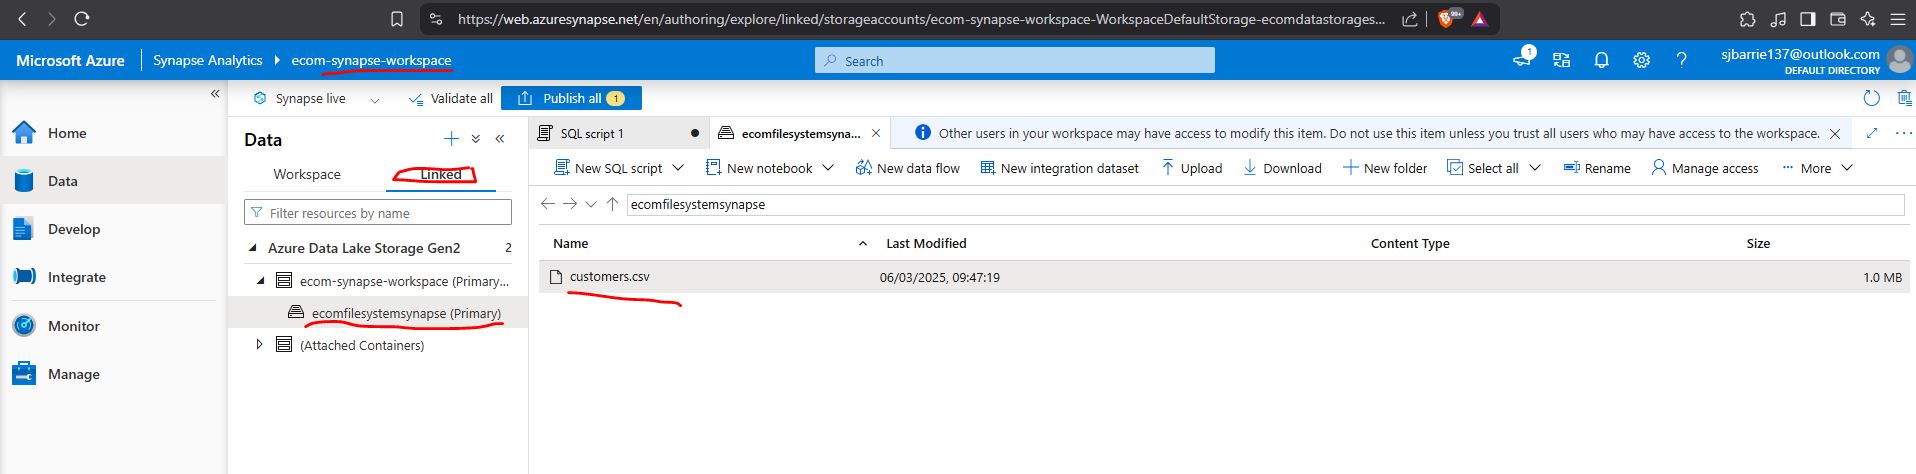 https://web.azuresynapse.net/en/authoring/explore/linked/storageaccounts/ecom-synapse-workspace-WorkspaceDefaultStorage-ecomdatastorages...
99+
Microsoft Azure Synapse Analytics ecom-synapse-workspace Search 1 sjbarrie137@outlook.com
DEFAULT DIRECTORY
Synapse live Validate all Publish all 1
Home
Data
Develop
Integrate
Monitor
Manage
Data
Workspace Linked
Filter resources by name
Azure Data Lake Storage Gen2 2
ecom-synapse-workspace (Primary...
ecomfilesystemsynapse (Primary)
(Attached Containers)
SQL script 1 ecomfilesystemsyna... Other users in your workspace may have access to modify this item. Do not use this item unless you trust all users who may have access to the workspace.
New SQL script New notebook New data flow New integration dataset Upload Download New folder Select all Rename Manage access More
ecomfilesystemsynapse
Name Last Modified Content Type Size
customers.csv 06/03/2025, 09:47:19 1.0 MB